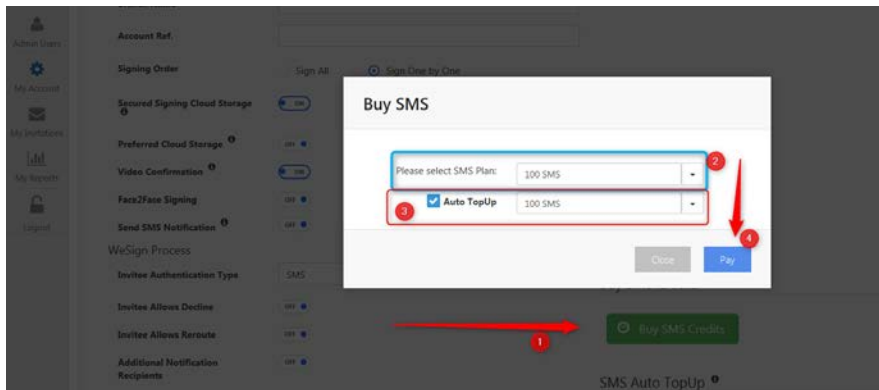 Admin Users
My Account
My Invitations
My Reports
Logout
Account Ref.
Signing Order
Sign All
Sign One by One
Secured Signing Cloud Storage
ON
Preferred Cloud Storage
OFF
Video Confirmation
ON
Face2Face Signing
OFF
Send SMS Notification
OFF
WeSign Process
Invitee Authentication Type
SMS
Invitee Allows Decline
OFF
Invitee Allows Reroute
OFF
Additional Notification
Recipients
OFF
Buy SMS
Please select SMS Plan:
100 SMS
2
3
Auto TopUp
100 SMS
4
Close
Pay
1
Buy SMS Credits
SMS Auto TopUp